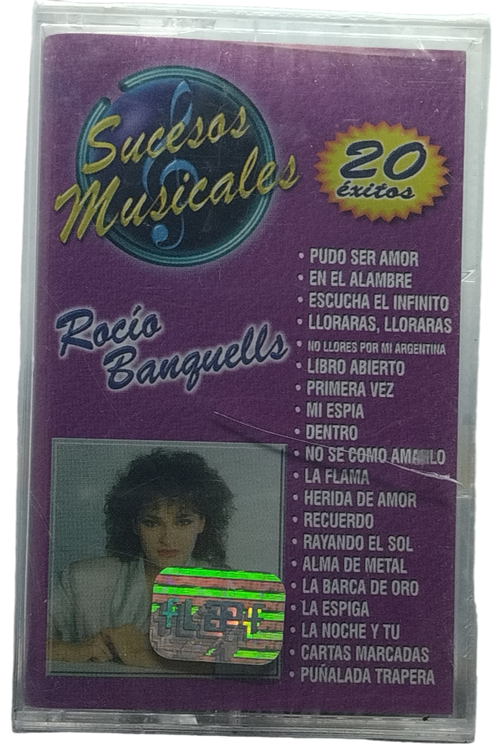 Sucesos
Musicales
20
éxitos
Rocío
Banquells
• PUDO SER AMOR
• EN EL ALAMBRE
• ESCUCHA EL INFINITO
• LLORARAS, LLORARAS
• NO LLORES POR MI ARGENTINA
• LIBRO ABIERTO
• PRIMERA VEZ
• MI ESPIA
• DENTRO
• NO SE COMO AMARLO
• LA FLAMA
• HERIDA DE AMOR
• RECUERDO
• RAYANDO EL SOL
• ALMA DE METAL
• LA BARCA DE ORO
• LA ESPIGA
• LA NOCHE Y TU
• CARTAS MARCADAS
• PUÑALADA TRAPERA